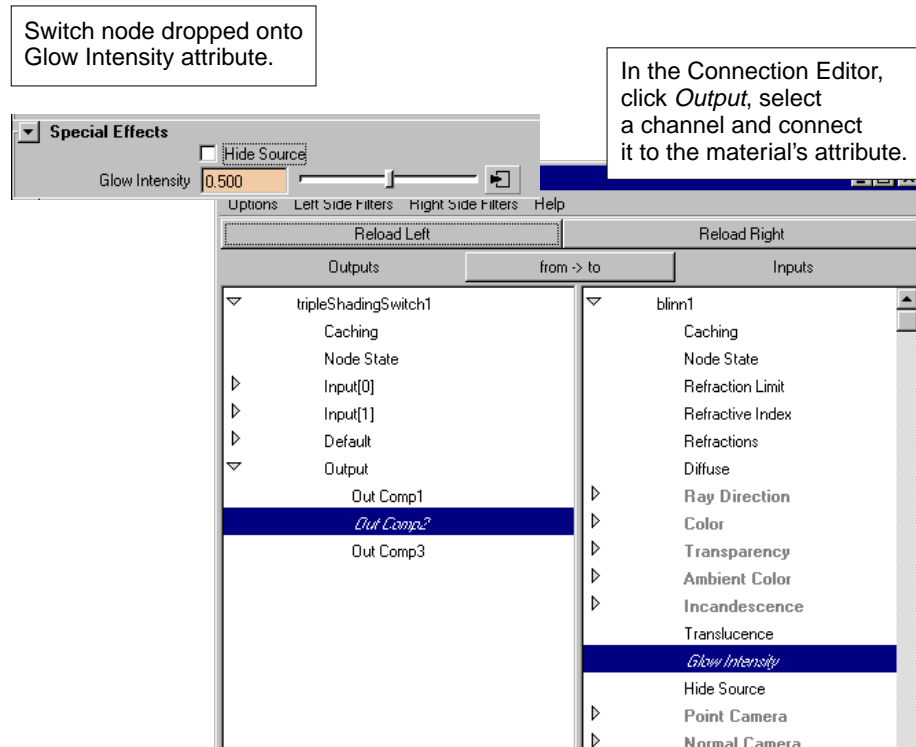 Switch node dropped onto
Glow Intensity attribute.
In the Connection Editor,
click Output, select
a channel and connect
it to the material's attribute.
Special Effects
Hide Source
Glow Intensity 0.500
Options Left Side Filters Right Side Filters Help
Reload Left Reload Right
Outputs from -> to Inputs
tripleShadingSwitch1 blinn1
Caching Caching
Node State Node State
Input[0] Refraction Limit
Input[1] Refractive Index
Default Refractions
Output Diffuse
Out Comp1 Ray Direction
Out Comp2 Color
Out Comp3 Transparency
Ambient Color
Incandescence
Translucence
Glow Intensity
Hide Source
Point Camera
Normal Camera